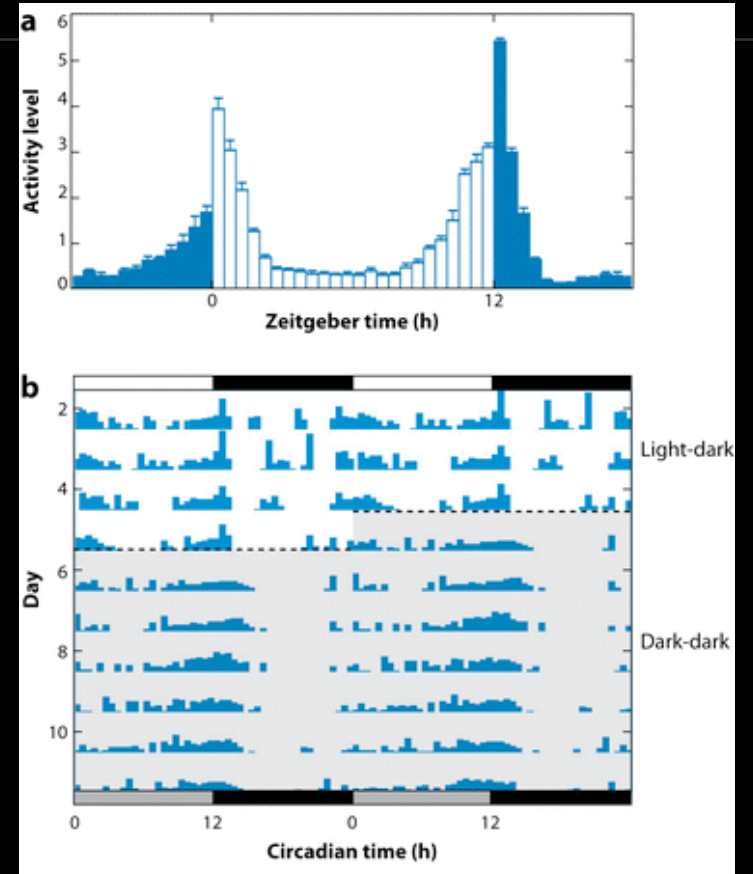 a
6
5
4
3
2
1
0
Activity level
0 12
Zeitgeber time (h)
b
2
4
6
8
10
Day
Light-dark
Dark-dark
0 12 0 12
Circadian time (h)